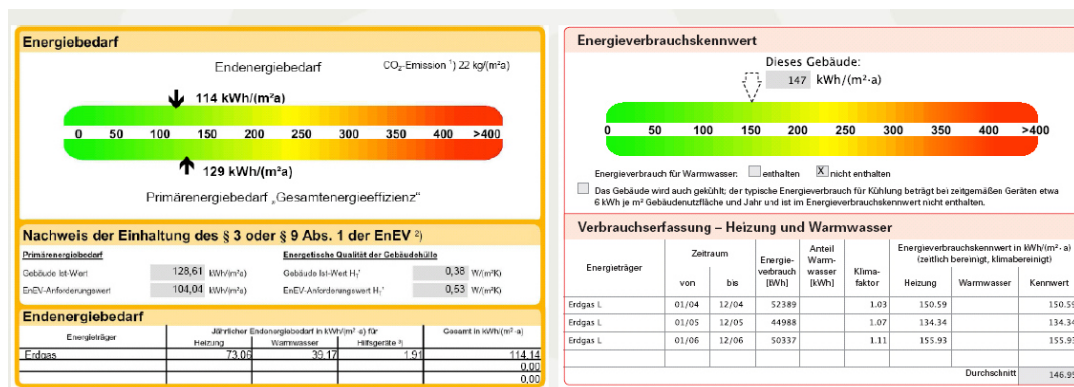 Energiebedarf
Endenergiebedarf
CO₂-Emission ¹) 22 kg/(m²a)
114 kWh/(m²a)
0 50 100 150 200 250 300 350 >400
129 kWh/(m²a)
Primärenergiebedarf „Gesamtenergieeffizienz“
Nachweis der Einhaltung des § 3 oder § 9 Abs. 1 der EnEV ²)
Primärenergiebedarf
Energetische Qualität der Gebäudehülle
Gebäude Ist-Wert 128,61 kWh/(m²a) Gebäude Ist-Wert H_T' 0,38 W/(m²K)
EnEV-Anforderungswert 104,04 kWh/(m²a) EnEV-Anforderungswert H_T' 0,53 W/(m²K)
Endenergiebedarf
Energieträger
Jährlicher Endenergiebedarf in kWh/(m²·a) für
Gesamt in kWh/(m²·a)
Heizung Warmwasser Hilfsgeräte ³)
Erdgas 73,06 39,17 1,91 114,14
0,00
0,00
Energieverbrauchskennwert
Dieses Gebäude:
147 kWh/(m²·a)
0 50 100 150 200 250 300 350 >400
Energieverbrauch für Warmwasser: enthalten X nicht enthalten
Das Gebäude wird auch gekühlt; der typische Energieverbrauch für Kühlung beträgt bei zeitgemäßen Geräten etwa
6 kWh je m² Gebäudenutzfläche und Jahr und ist im Energieverbrauchskennwert nicht enthalten.
Verbrauchserfassung – Heizung und Warmwasser
Energieträger
Zeitraum
von bis
Energie-
verbrauch
[kWh]
Anteil
Warm-
wasser
[kWh]
Klima-
faktor
Energieverbrauchskennwert in kWh/(m²·a)
(zeitlich bereinigt, klimabereinigt)
Heizung Warmwasser Kennwert
Erdgas L 01/04 12/04 52389 1.03 150.59 150.59
Erdgas L 01/05 12/05 44988 1.07 134.34 134.34
Erdgas L 01/06 12/06 50337 1.11 155.93 155.93
Durchschnitt 146.95